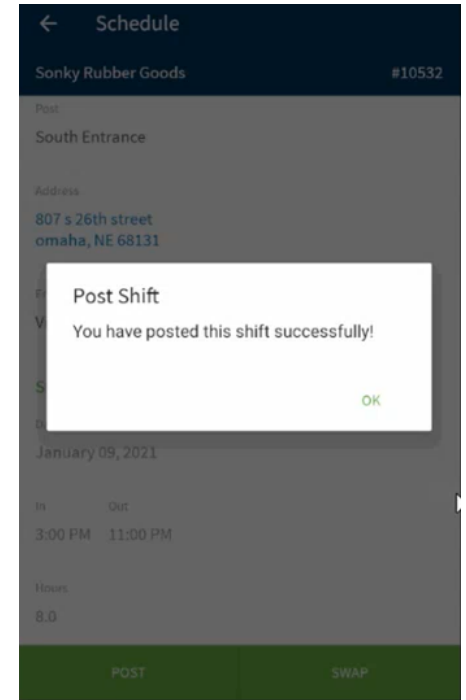 Schedule
Sonky Rubber Goods #10532
Post
South Entrance
Address
807 s 26th street
omaha, NE 68131
Post Shift
You have posted this shift successfully!
OK
January 09, 2021
In Out
3:00 PM 11:00 PM
Hours
8.0
POST SWAP